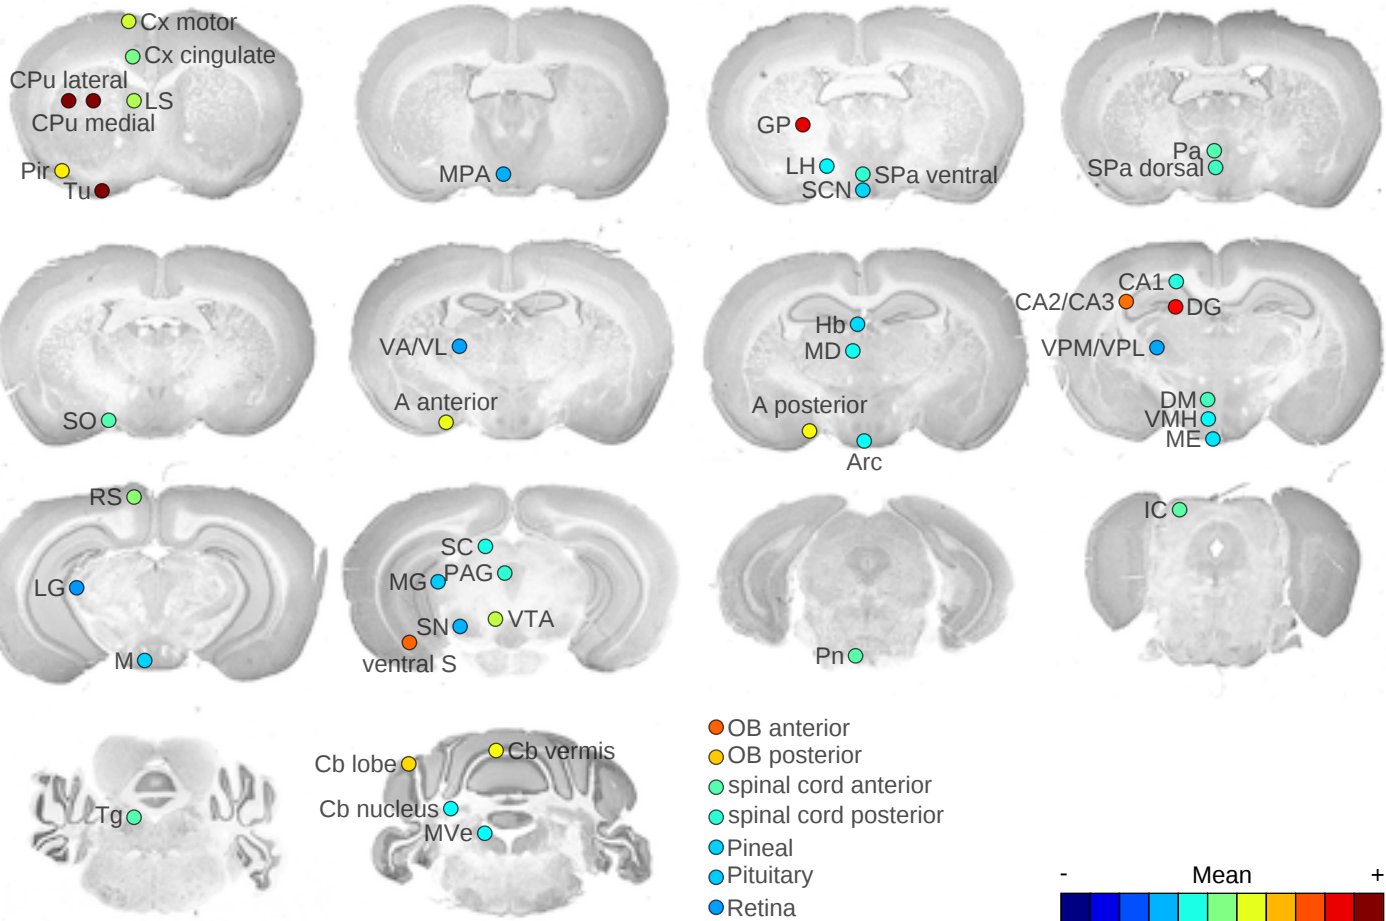 Cx motor
Cx cingulate
CPu lateral
LS
CPu medial
Pir
Tu
MPA
GP
LH
SPa ventral
SCN
Pa
SPa dorsal
SO
VA/VL
A anterior
Hb
MD
A posterior
Arc
CA1
CA2/CA3
DG
VPM/VPL
DM
VMH
ME
RS
LG
M
SC
MG
PAG
SN
VTA
ventral S
Pn
IC
Tg
Cb lobe
Cb vermis
Cb nucleus
MVe
OB anterior
OB posterior
spinal cord anterior
spinal cord posterior
Pineal
Pituitary
Retina
- Mean +